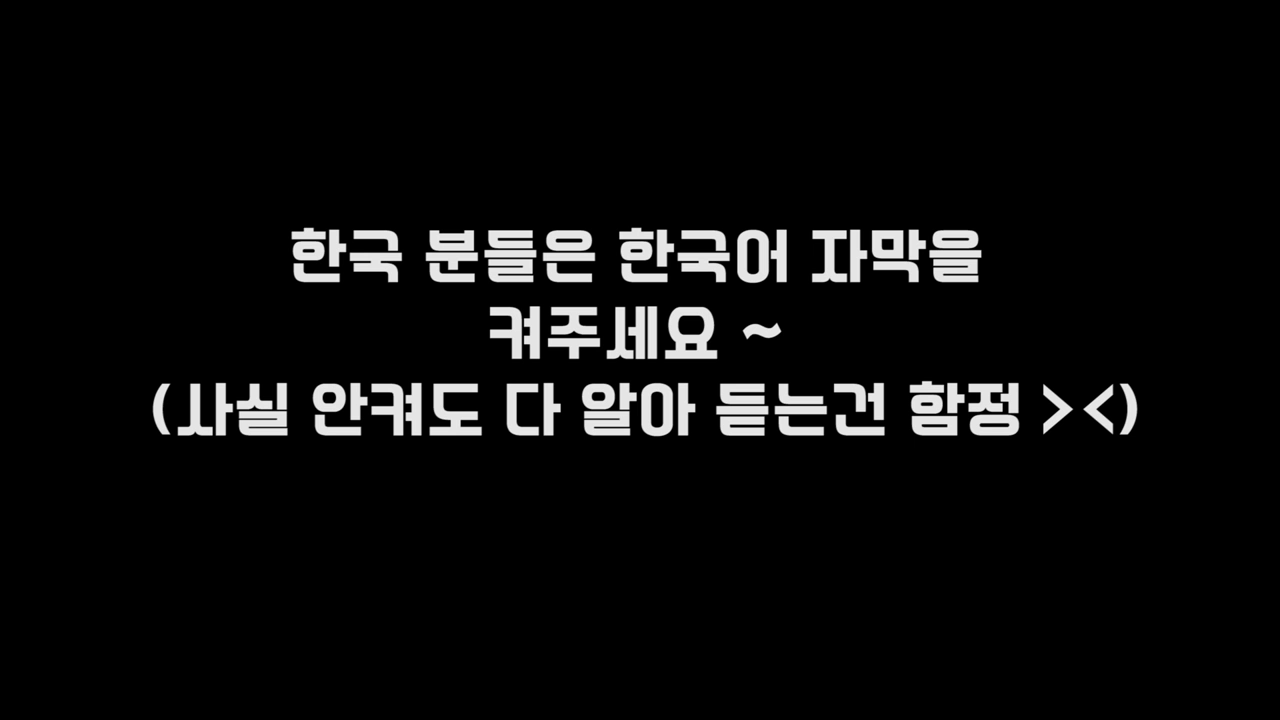 한국 분들은 한국어 자막을
켜주세요 ~
(사실 안켜도 다 알아 듣는건 함정 ><)